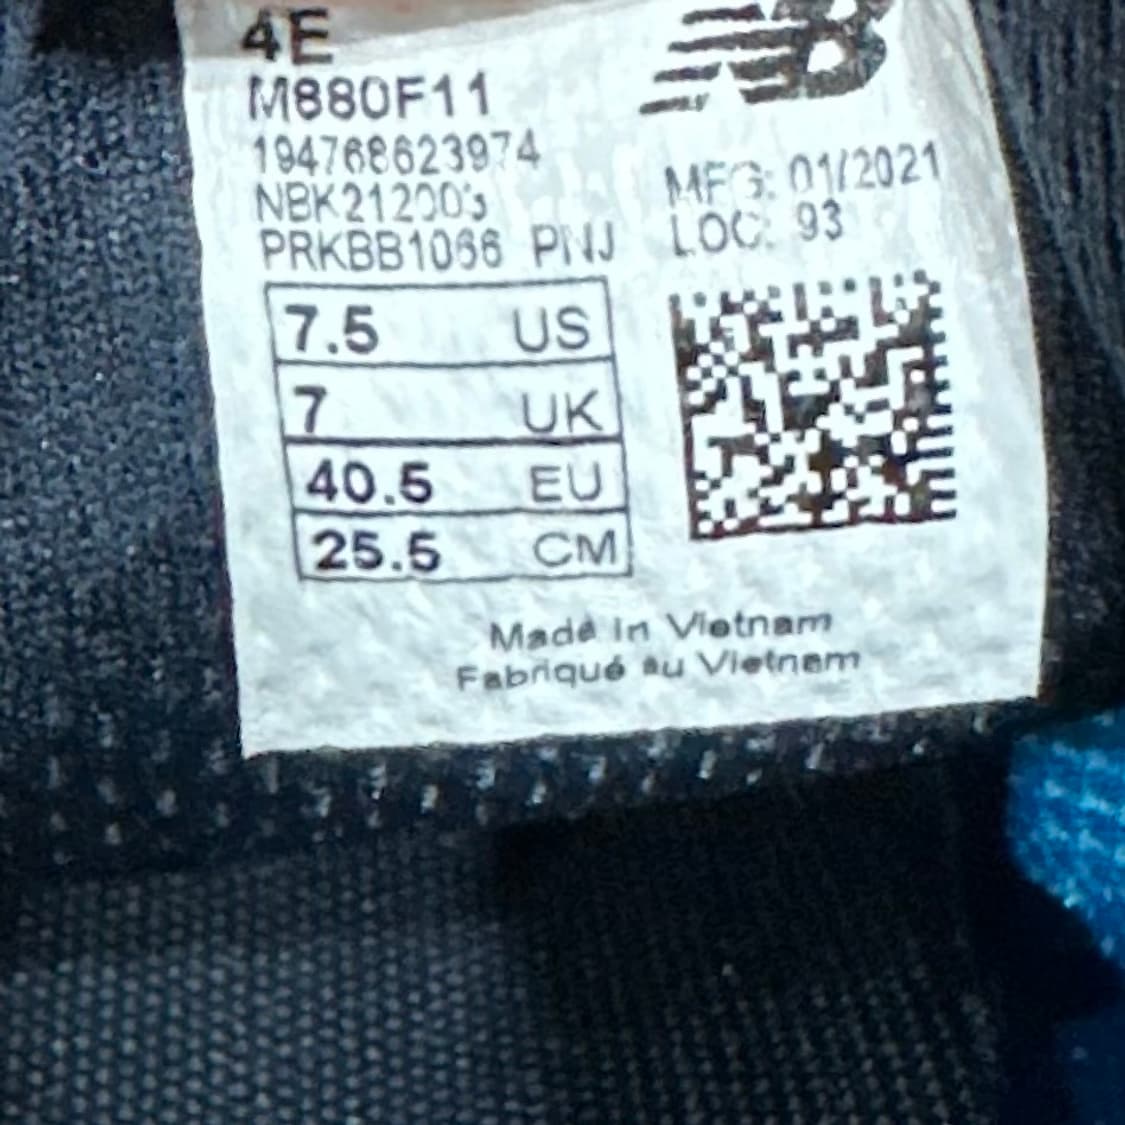 4E
M880F11
194768623974
PRKBB1066 PNJ
MFG: 01/2021
LOC: 93
7.5 US
7 UK
40.5 EU
25.5 CM
Made in Vietnam
Fabriqué au Vietnam